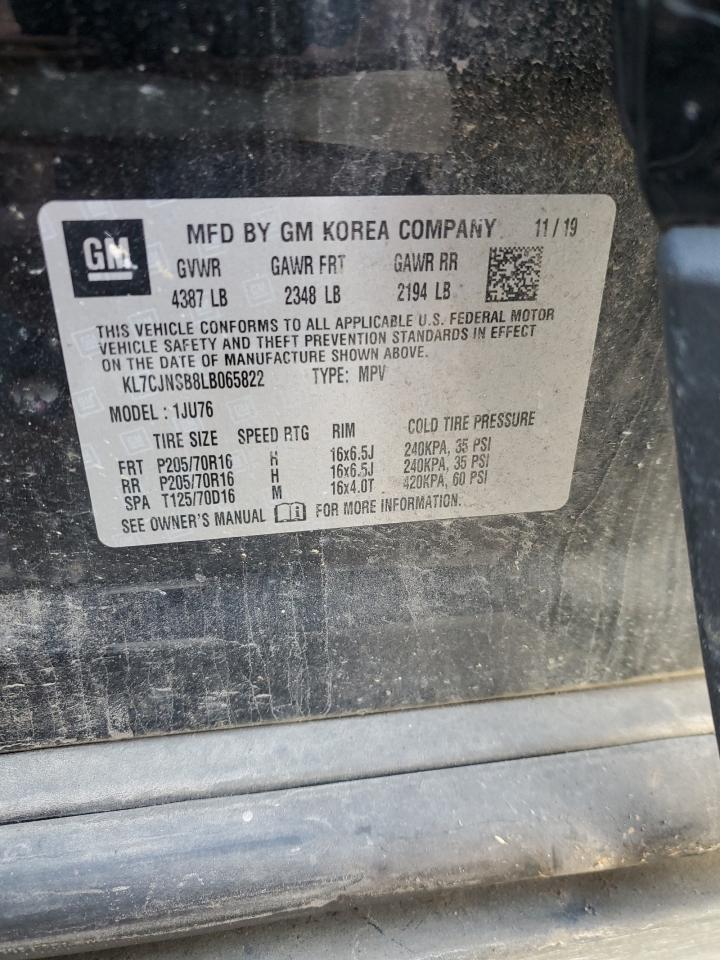 GM MFD BY GM KOREA COMPANY 11/19
GVWR GAWR FRT GAWR RR
4387 LB 2348 LB 2194 LB
THIS VEHICLE CONFORMS TO ALL APPLICABLE U.S. FEDERAL MOTOR
VEHICLE SAFETY AND THEFT PREVENTION STANDARDS IN EFFECT
ON THE DATE OF MANUFACTURE SHOWN ABOVE.
KL7CJNSB8LB065822 TYPE: MPV
MODEL : 1JU76
TIRE SIZE SPEED RTG RIM COLD TIRE PRESSURE
FRT P205/70R16 H 16x6.5J 240KPA, 35 PSI
RR P205/70R16 H 16x6.5J 240KPA, 35 PSI
SPA T125/70D16 M 16x4.0T 420KPA, 60 PSI
SEE OWNER'S MANUAL FOR MORE INFORMATION.